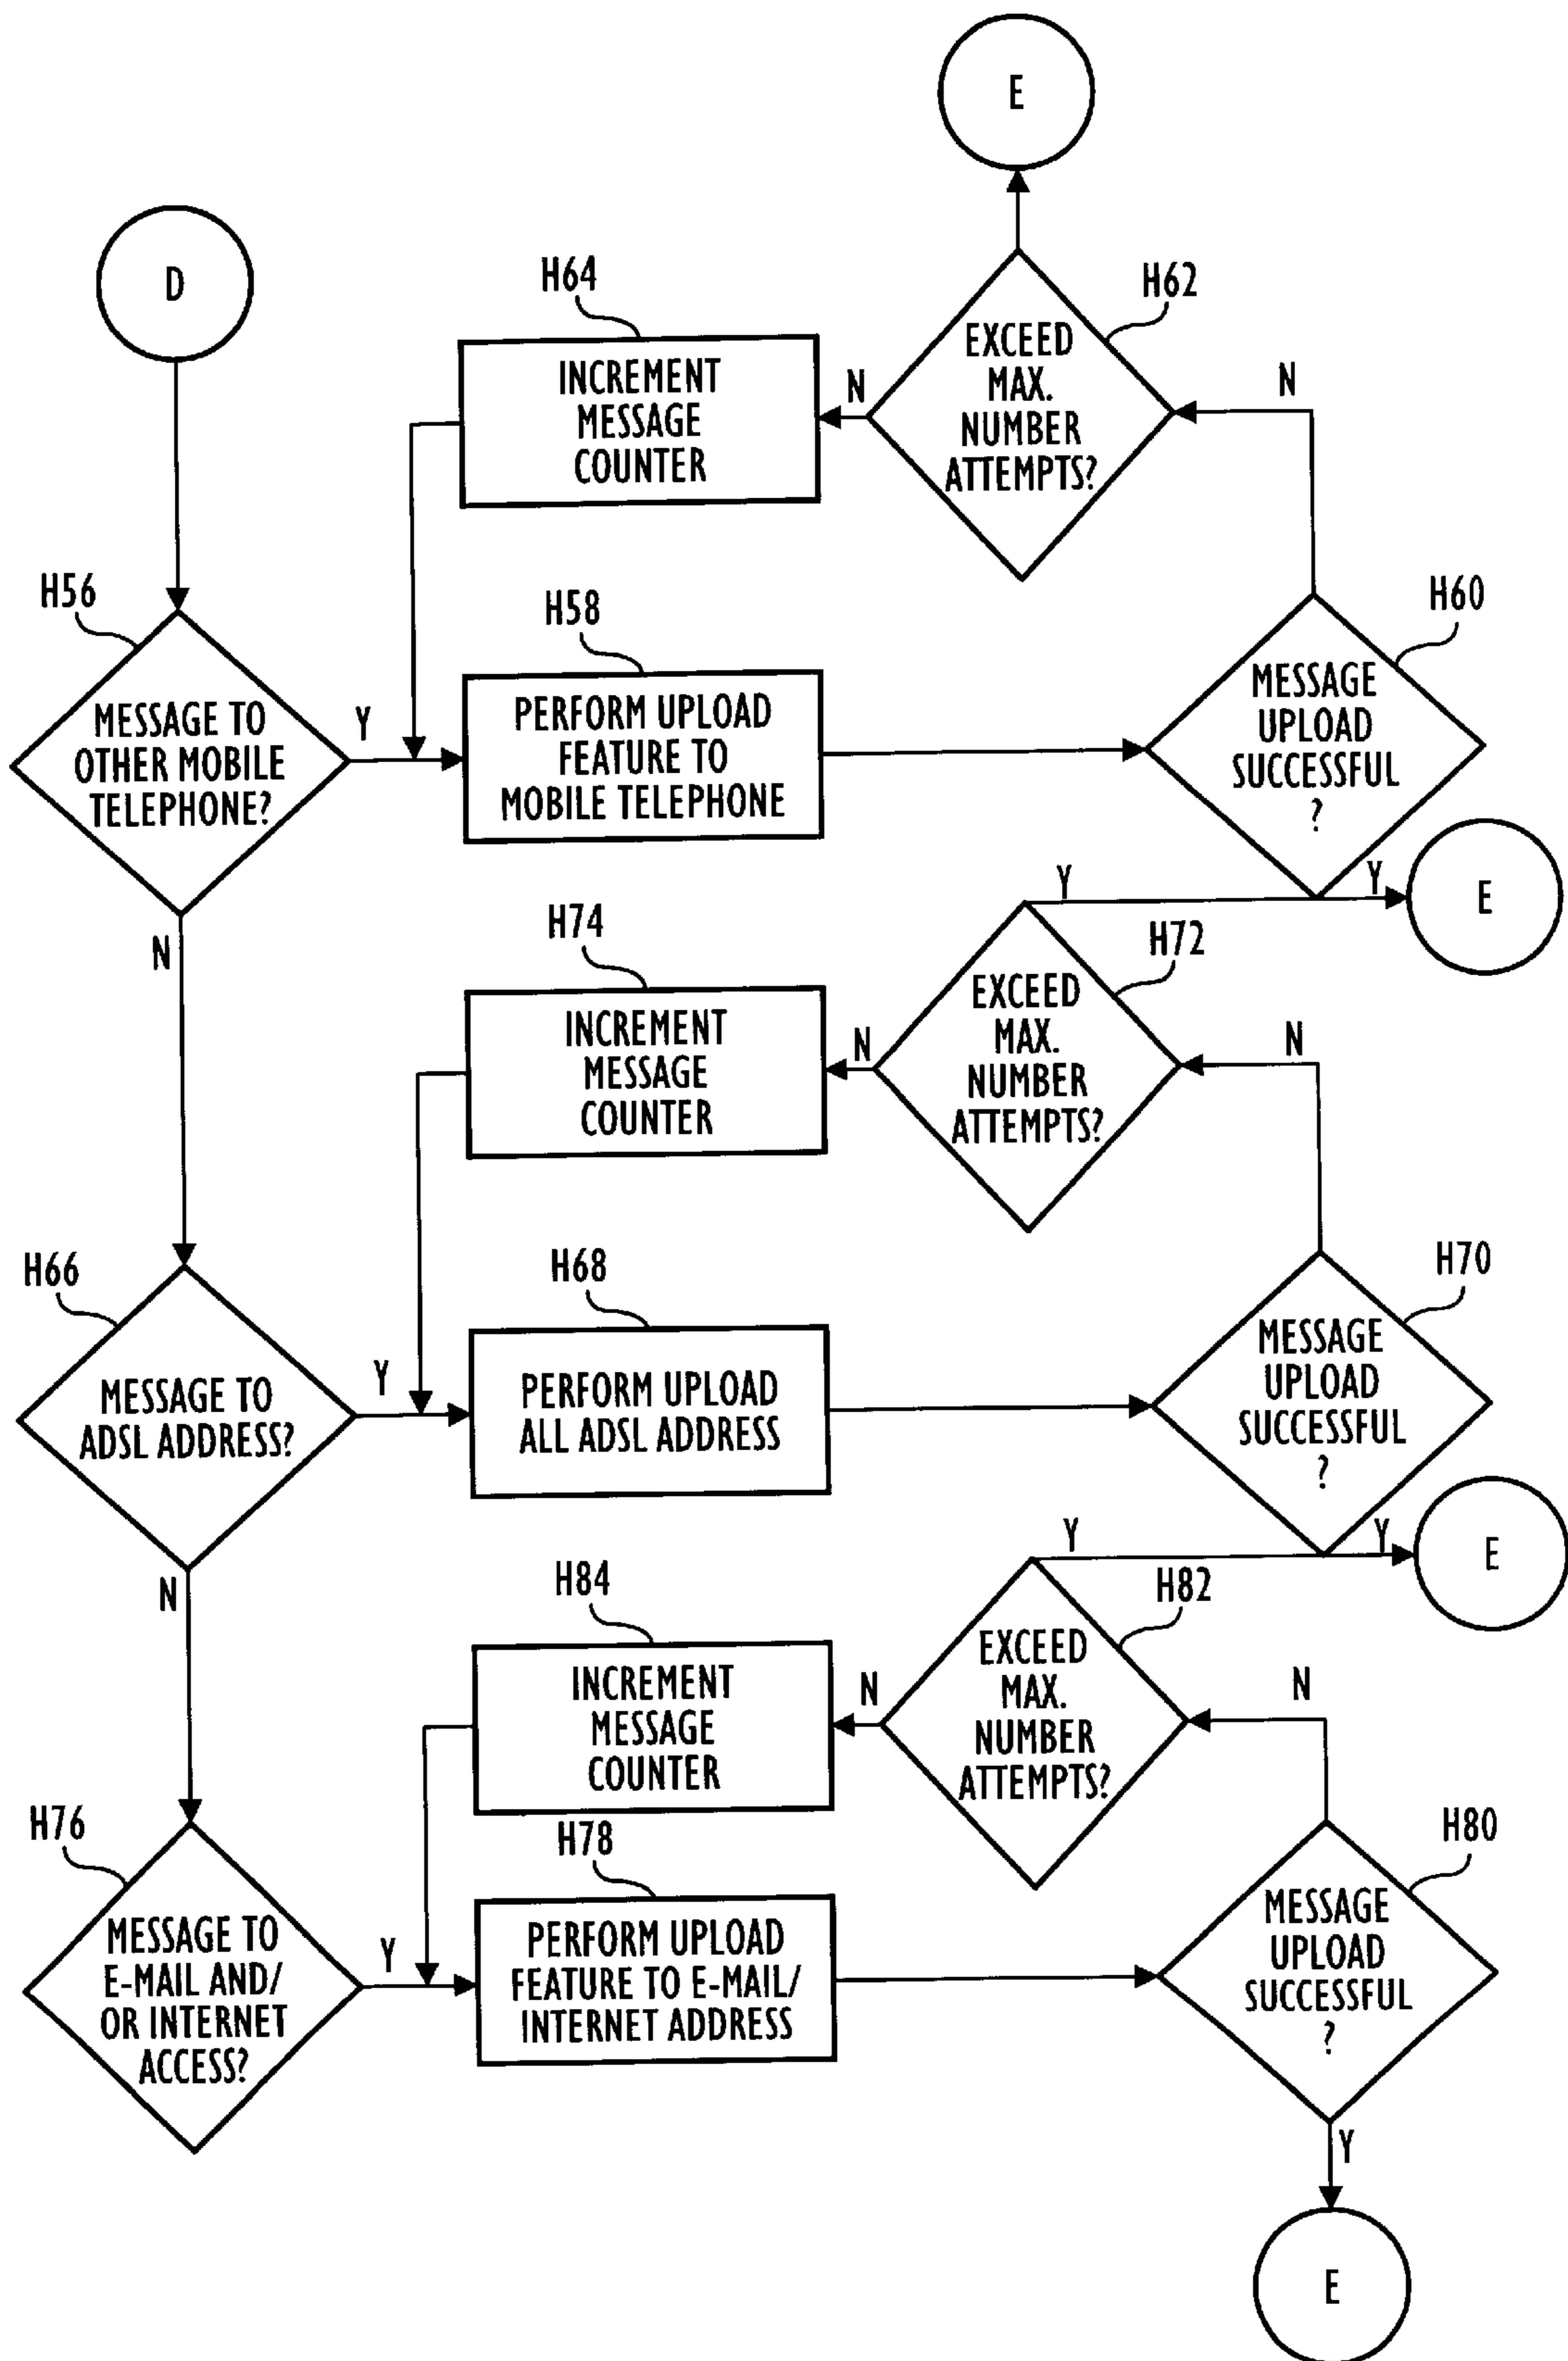 E
D
H64
H62
INCREMENT
MESSAGE
COUNTER
N
EXCEED
MAX.
NUMBER
ATTEMPTS?
N
H56
H58
H60
MESSAGE TO
OTHER MOBILE
TELEPHONE?
Y
PERFORM UPLOAD
FEATURE TO
MOBILE TELEPHONE
MESSAGE
UPLOAD
SUCCESSFUL
?
Y
Y
E
N
H74
H72
INCREMENT
MESSAGE
COUNTER
N
EXCEED
MAX.
NUMBER
ATTEMPTS?
N
H66
H68
H70
MESSAGE TO
ADSL ADDRESS?
Y
PERFORM UPLOAD
ALL ADSL ADDRESS
MESSAGE
UPLOAD
SUCCESSFUL
?
Y
Y
E
N
H84
H82
INCREMENT
MESSAGE
COUNTER
N
EXCEED
MAX.
NUMBER
ATTEMPTS?
N
H76
H78
H80
MESSAGE TO
E-MAIL AND/
OR INTERNET
ACCESS?
Y
PERFORM UPLOAD
FEATURE TO E-MAIL/
INTERNET ADDRESS
MESSAGE
UPLOAD
SUCCESSFUL
?
Y
E